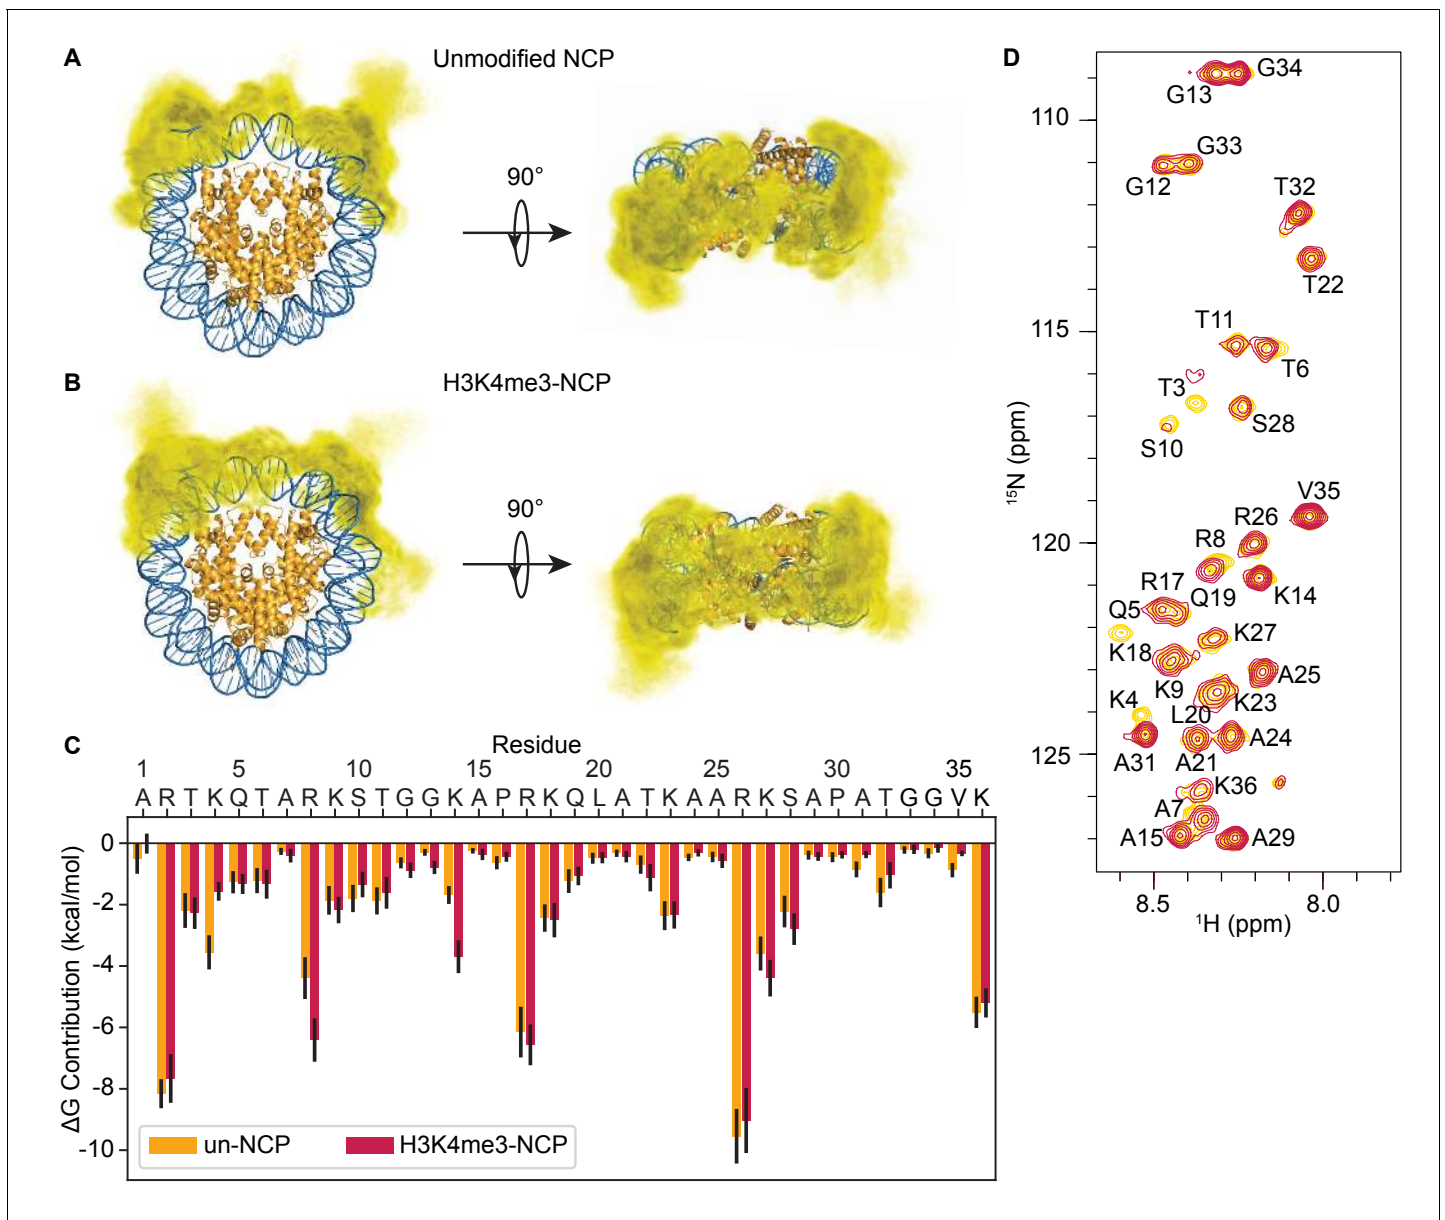 A
Unmodified NCP
90°
B
H3K4me3-NCP
90°
C
Residue
1 5 10 15 20 25 30 35
A R T K Q T A R K S T G G K A P R K Q L A T K A A R K S A P A T G G V K
0
-2
-4
-6
-8
-10
ΔG Contribution (kcal/mol)
un-NCP
H3K4me3-NCP
D
G34
G13
110
G33
G12
T32
T22
T11
115
T6
T3
S28
S10
V35
R26
R8
120
R17
Q19
K14
Q5
K27
K18
A25
K9
K23
K4
L20
A24
A31
A21
125
K36
A7
A15
A29
15N (ppm)
8.5 8.0
1H (ppm)